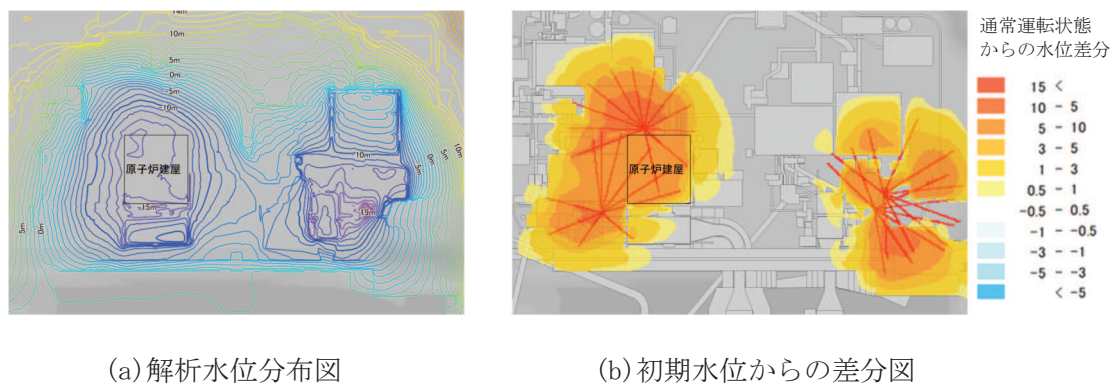 14m
10m
5m
0m
-5m
-10m
原子炉建屋
-15m
10m
-19m
0m
5m
10m
5m
0m
原子炉建屋
通常運転状態
からの水位差分
15 <
10 - 5
5 - 10
3 - 5
1 - 3
0.5 - 1
-0.5 - 0.5
-1 - -0.5
-3 - -1
-5 - -3
< -5
(a)解析水位分布図
(b)初期水位からの差分図